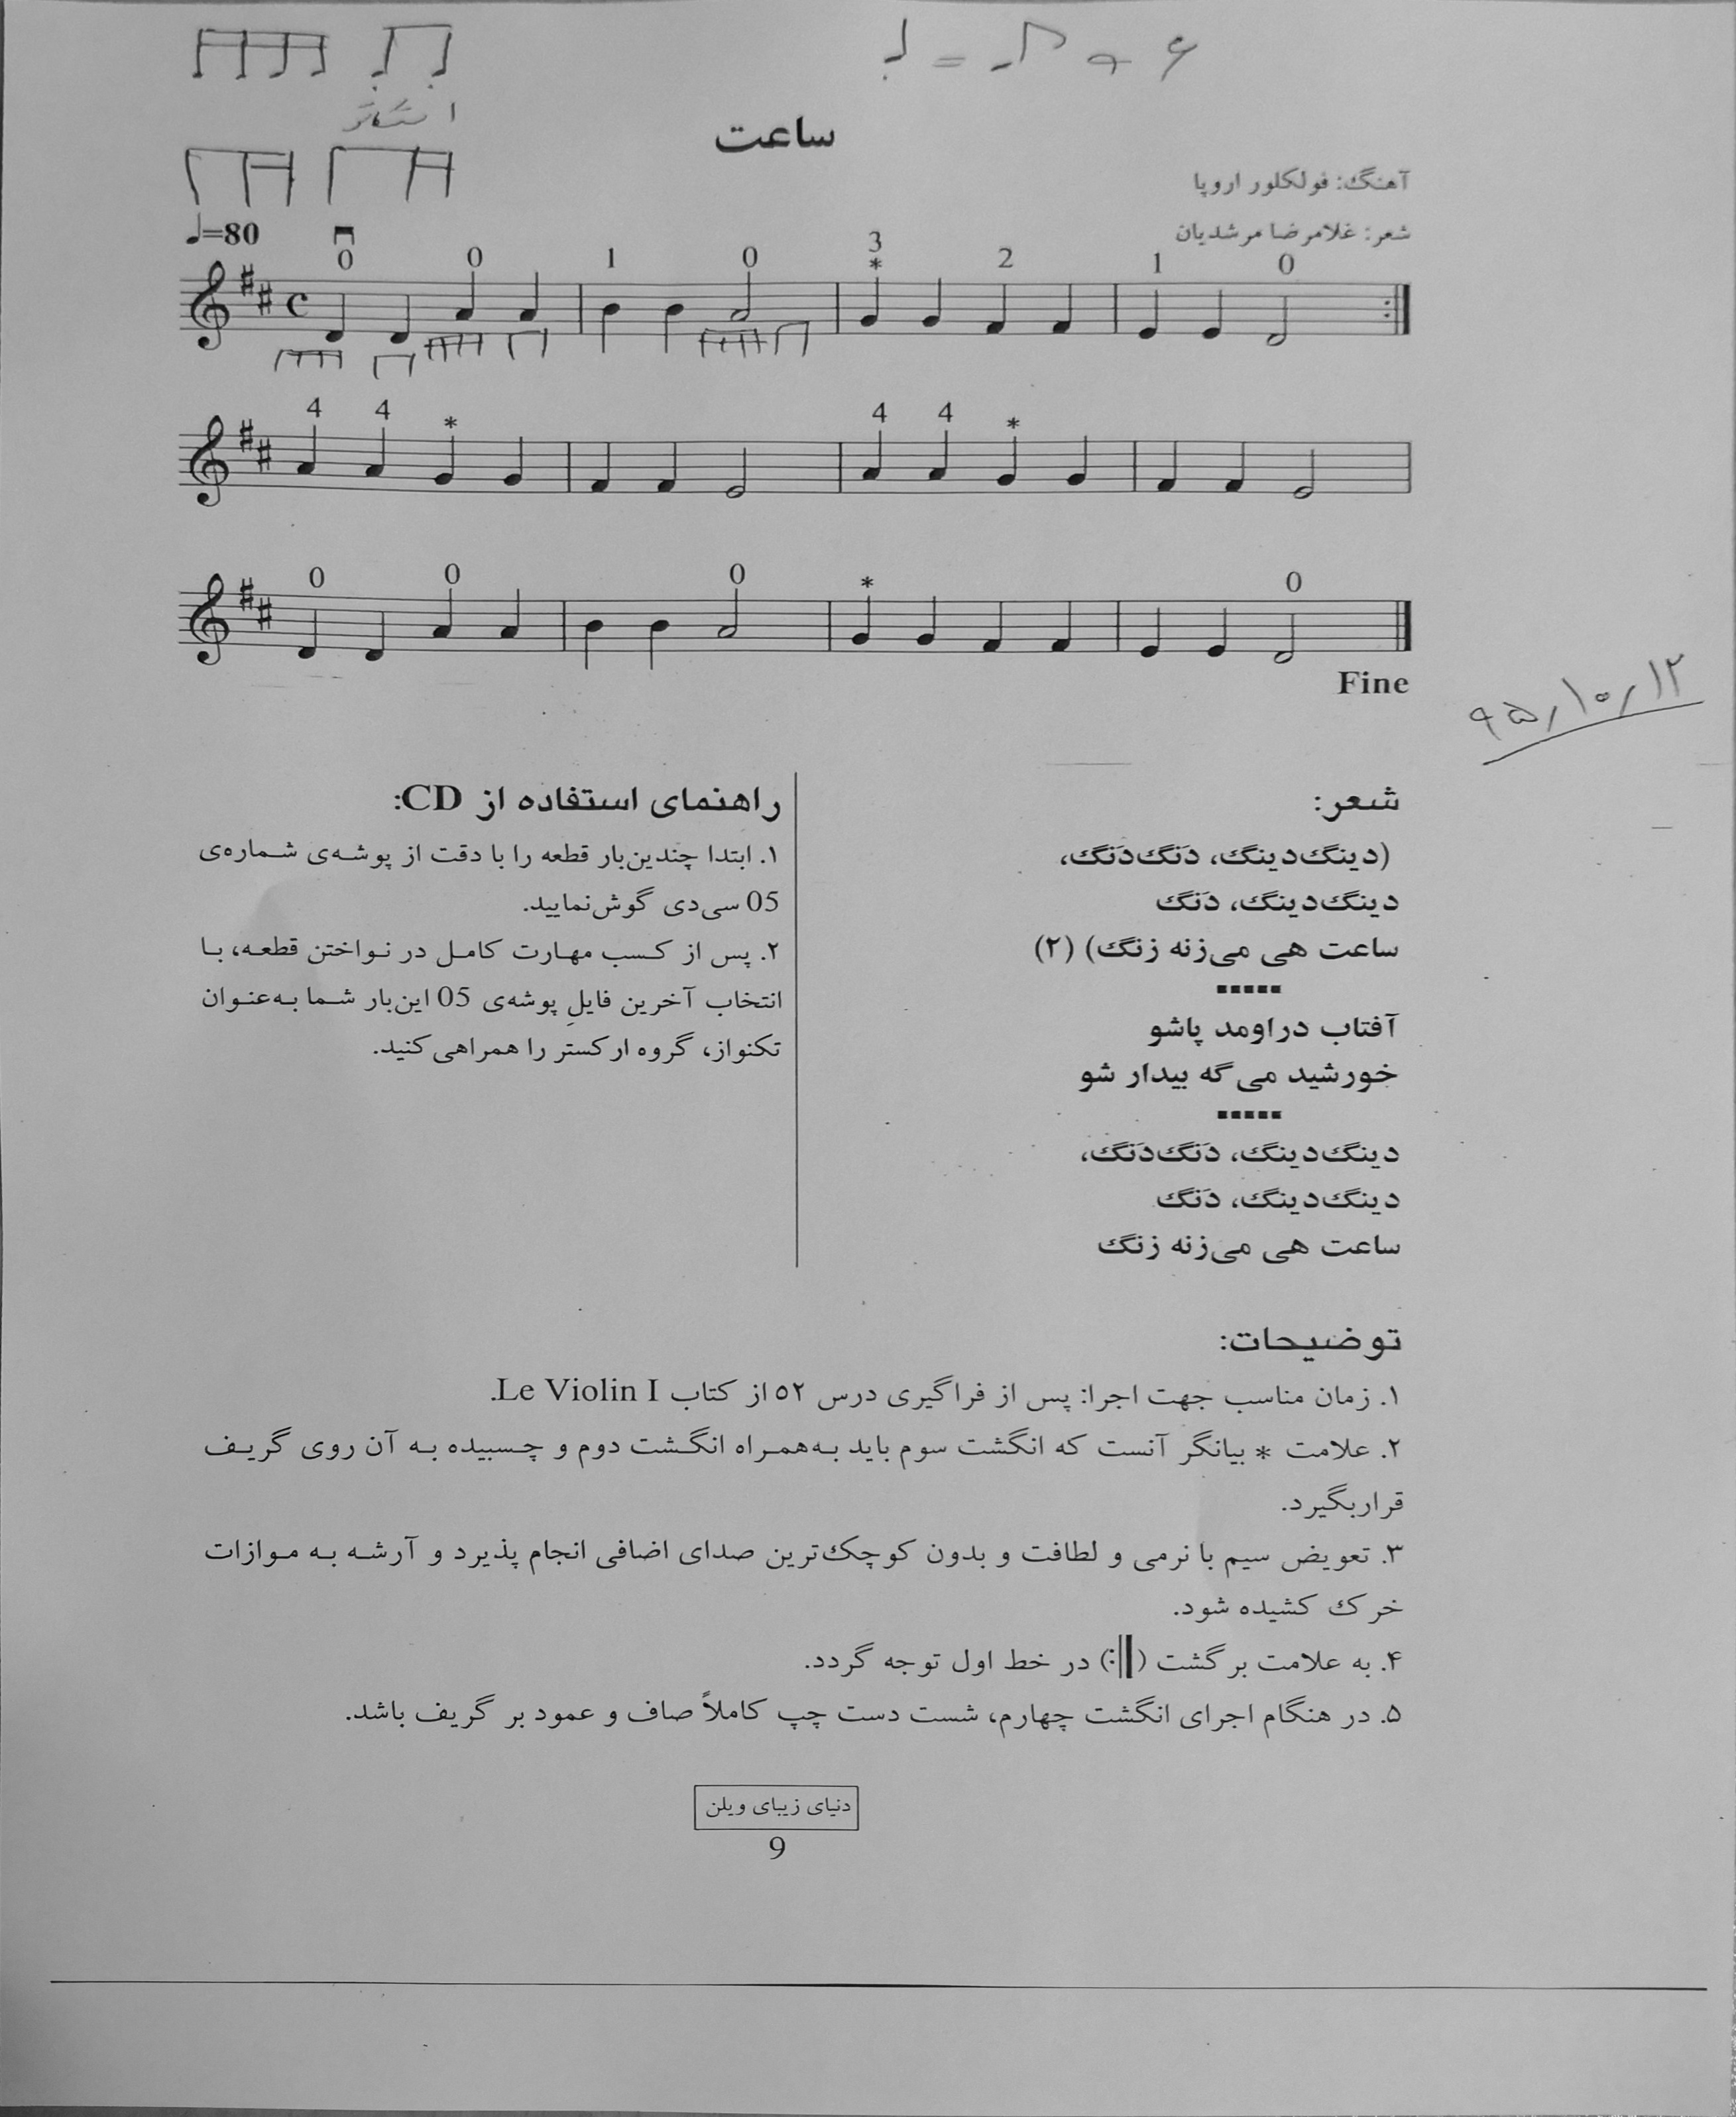 ساعت
آهنگ: فولکلور اروپا
شعر: غلامرضا مرشدیان
♩=80
0 0 1 0 3 2 1 0
*
4 4 * 4 4 *
0 0 0 * 0
Fine
۹۵/۱۰/۱۲
شعر:
(دینگ‌دینگ، دَنگ‌دَنگ،
دینگ‌دینگ، دَنگ
ساعت هی می‌زنه زنگ) (۲)
آفتاب دراومد پاشو
خورشید می‌گه بیدار شو
دینگ‌دینگ، دَنگ‌دَنگ،
دینگ‌دینگ، دَنگ
ساعت هی می‌زنه زنگ
راهنمای استفاده از CD:
۱. ابتدا چندین‌بار قطعه را با دقت از پوشه‌ی شماره‌ی
05 سی‌دی گوش‌نمایید.
۲. پس از کسب مهارت کامل در نواختن قطعه، با
انتخاب آخرین فایلِ پوشه‌ی 05 این‌بار شما به‌عنوان
تکنواز، گروه ارکستر را همراهی‌کنید.
توضیحات:
۱. زمان مناسب جهت اجرا: پس از فراگیری درس ۵۲ از کتاب Le Violin I.
۲. علامت * بیانگر آنست که انگشت سوم باید به‌همراه انگشت دوم و چسبیده به آن روی گریف
قراربگیرد.
۳. تعویض سیم با نرمی و لطافت و بدون کوچک‌ترین صدای اضافی انجام پذیرد و آرشه به موازات
خرک کشیده شود.
۴. به علامت برگشت (:||) در خط اول توجه گردد.
۵. در هنگام اجرای انگشت چهارم، شست دست چپ کاملاً صاف و عمود بر گریف باشد.
دنیای زیبای ویلن
9